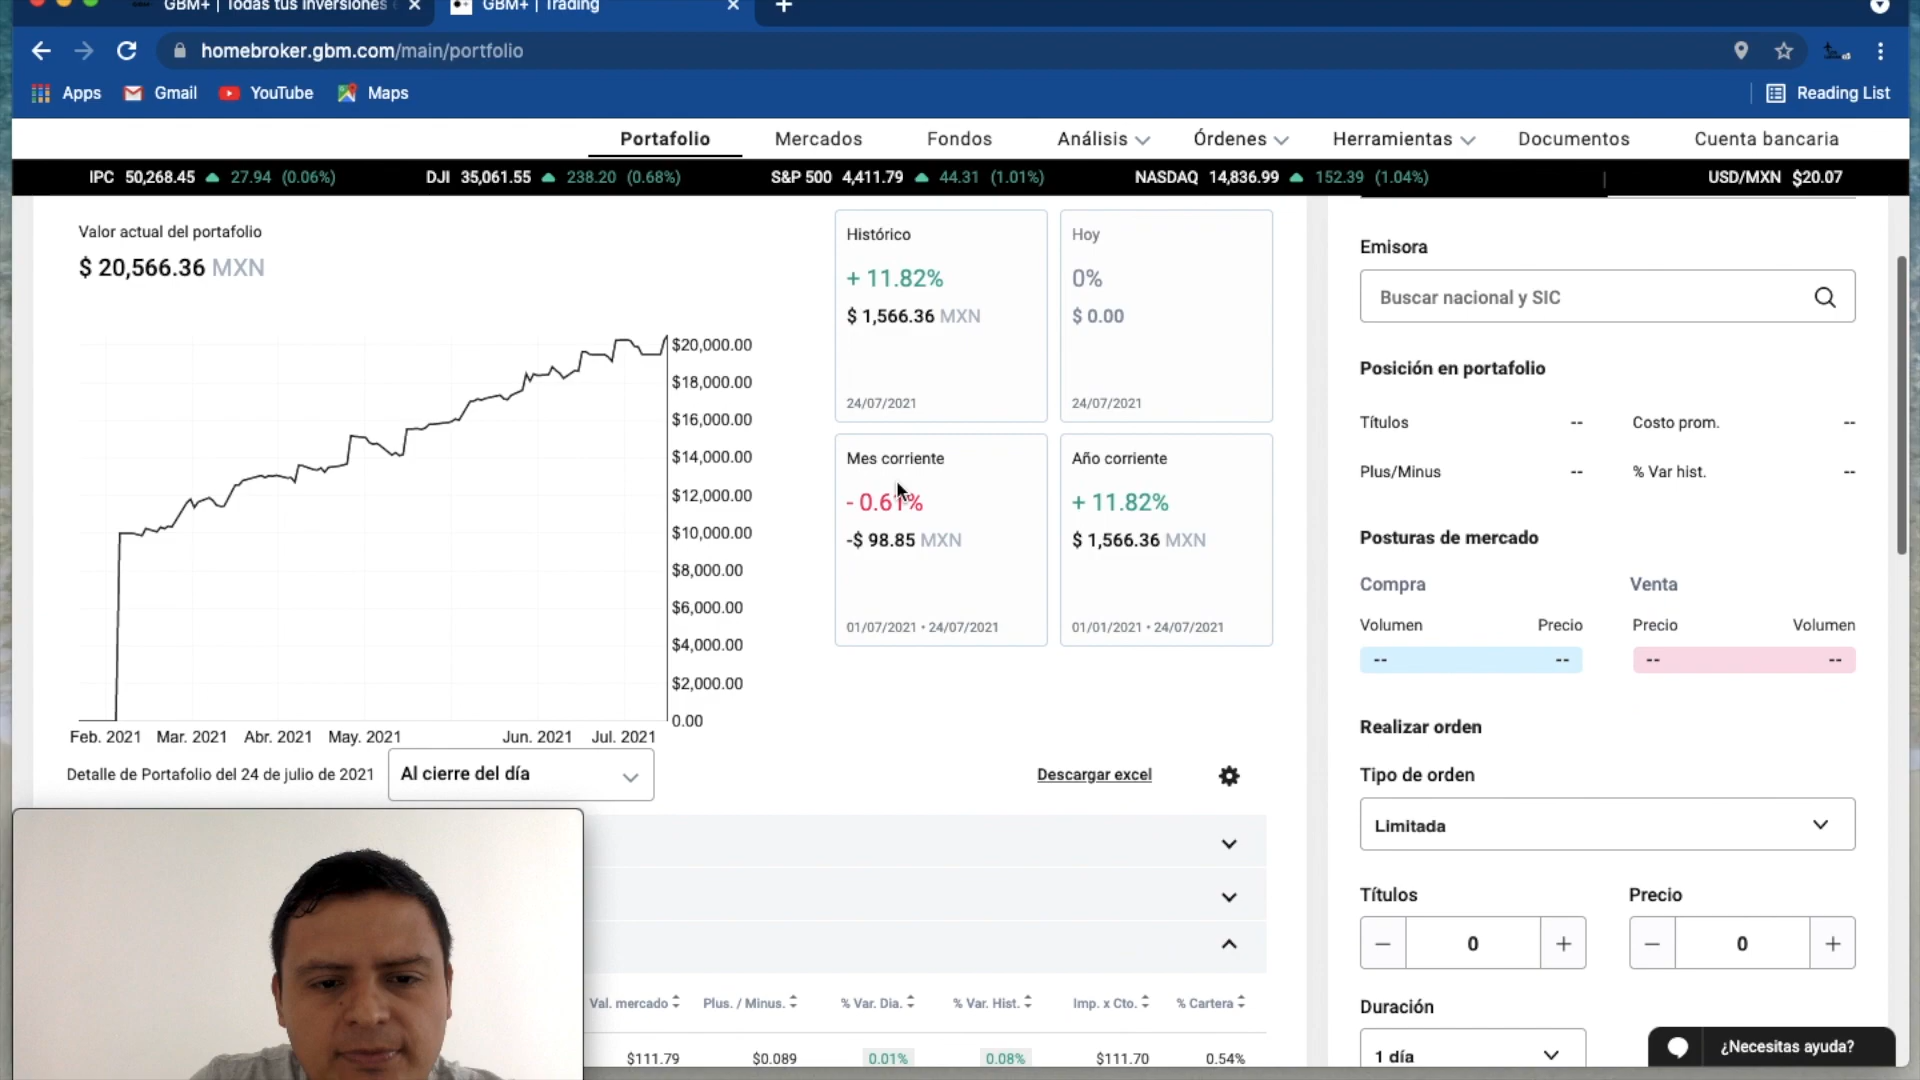 GBM+ | Todas tus inversiones
GBM+ | Trading
homebroker.gbm.com/main/portfolio
Apps Gmail YouTube Maps Reading List
Portafolio Mercados Fondos Análisis Órdenes Herramientas Documentos Cuenta bancaria
IPC 50,268.45 27.94 (0.06%) DJI 35,061.55 238.20 (0.68%) S&P 500 4,411.79 44.31 (1.01%) NASDAQ 14,836.99 152.39 (1.04%) USD/MXN $20.07
Valor actual del portafolio
$ 20,566.36 MXN
$20,000.00
$18,000.00
$16,000.00
$14,000.00
$12,000.00
$10,000.00
$8,000.00
$6,000.00
$4,000.00
$2,000.00
0.00
Feb. 2021 Mar. 2021 Abr. 2021 May. 2021 Jun. 2021 Jul. 2021
Histórico
+ 11.82%
$ 1,566.36 MXN
24/07/2021
Hoy
0%
$ 0.00
24/07/2021
Mes corriente
- 0.61%
-$ 98.85 MXN
01/07/2021 • 24/07/2021
Año corriente
+ 11.82%
$ 1,566.36 MXN
01/01/2021 • 24/07/2021
Detalle de Portafolio del 24 de julio de 2021 Al cierre del día Descargar excel
Val. mercado Plus. / Minus. % Var. Dia. % Var. Hist. Imp. x Cto. % Cartera
$111.79 $0.089 0.01% 0.08% $111.70 0.54%
Emisora
Buscar nacional y SIC
Posición en portafolio
Títulos -- Costo prom. --
Plus/Minus -- % Var hist. --
Posturas de mercado
Compra Venta
Volumen Precio Precio Volumen
-- -- -- --
Realizar orden
Tipo de orden
Limitada
Títulos Precio
− 0 + − 0 +
Duración
1 día
¿Necesitas ayuda?